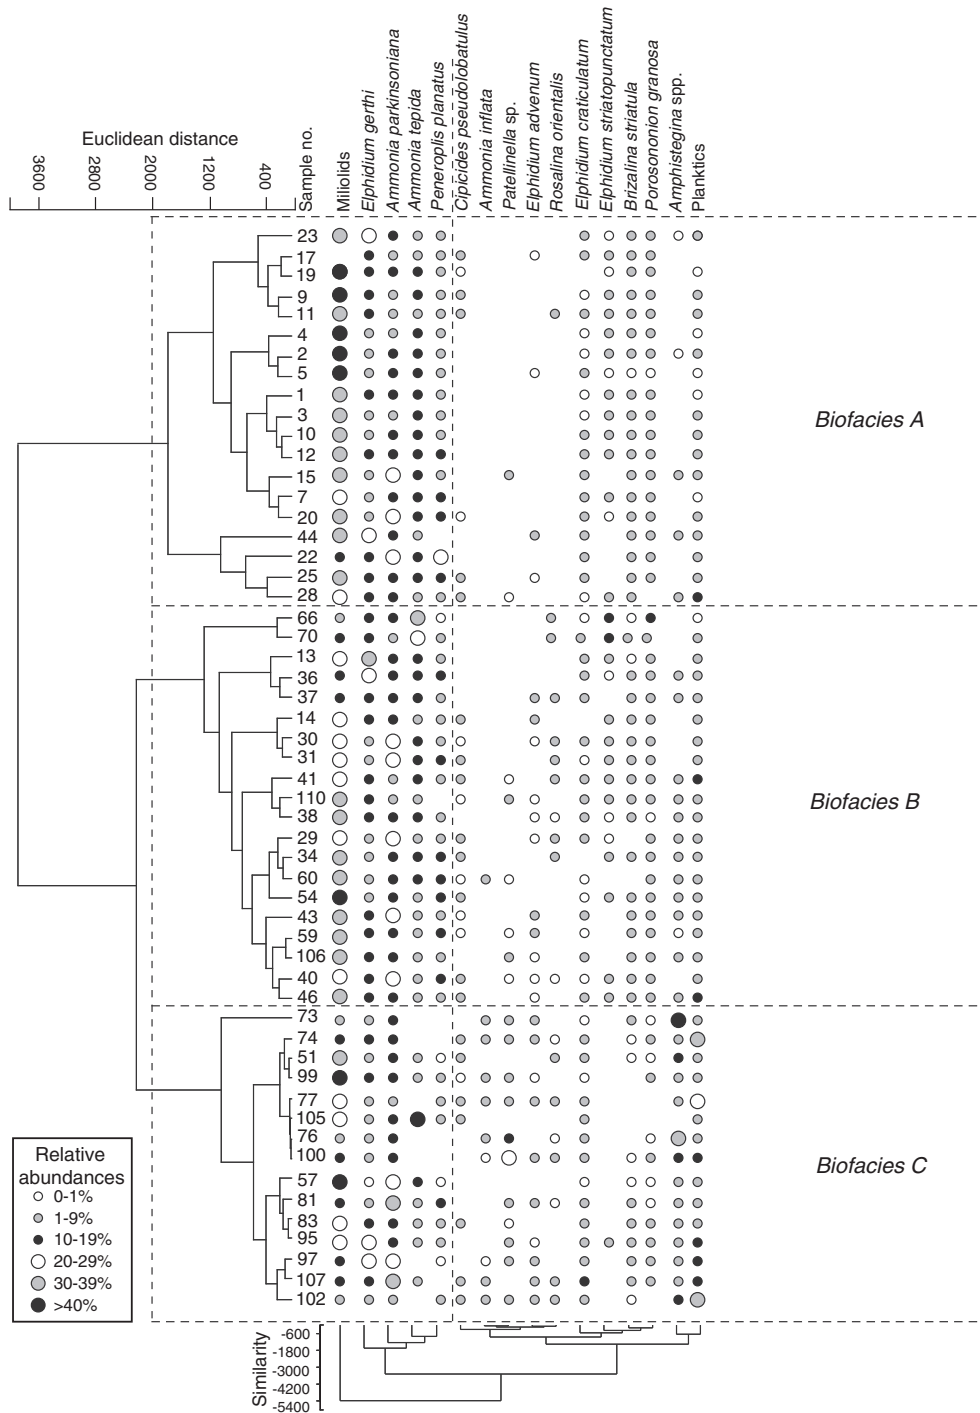 Euclidean distance
3600
2800
2000
1200
400
Sample no.
Miliolids
Elphidium gerthi
Ammonia parkinsoniana
Ammonia tepida
Peneroplis planatus
Cipicides pseudolobatulus
Ammonia inflata
Patellinella sp.
Elphidium advenum
Rosalina orientalis
Elphidium craticulatum
Elphidium striatopunctatum
Brizalina striatula
Porosononion granosa
Amphistegina spp.
Planktics
23
17
19
9
11
4
2
5
1
3
10
12
15
7
20
44
22
25
28
Biofacies A
66
70
13
36
37
14
30
31
41
110
38
29
34
60
54
43
59
106
40
46
Biofacies B
73
74
51
99
77
105
76
100
57
81
83
95
97
107
102
Biofacies C
Relative
abundances
0-1%
1-9%
10-19%
20-29%
30-39%
>40%
Similarity
-600
-1800
-3000
-4200
-5400